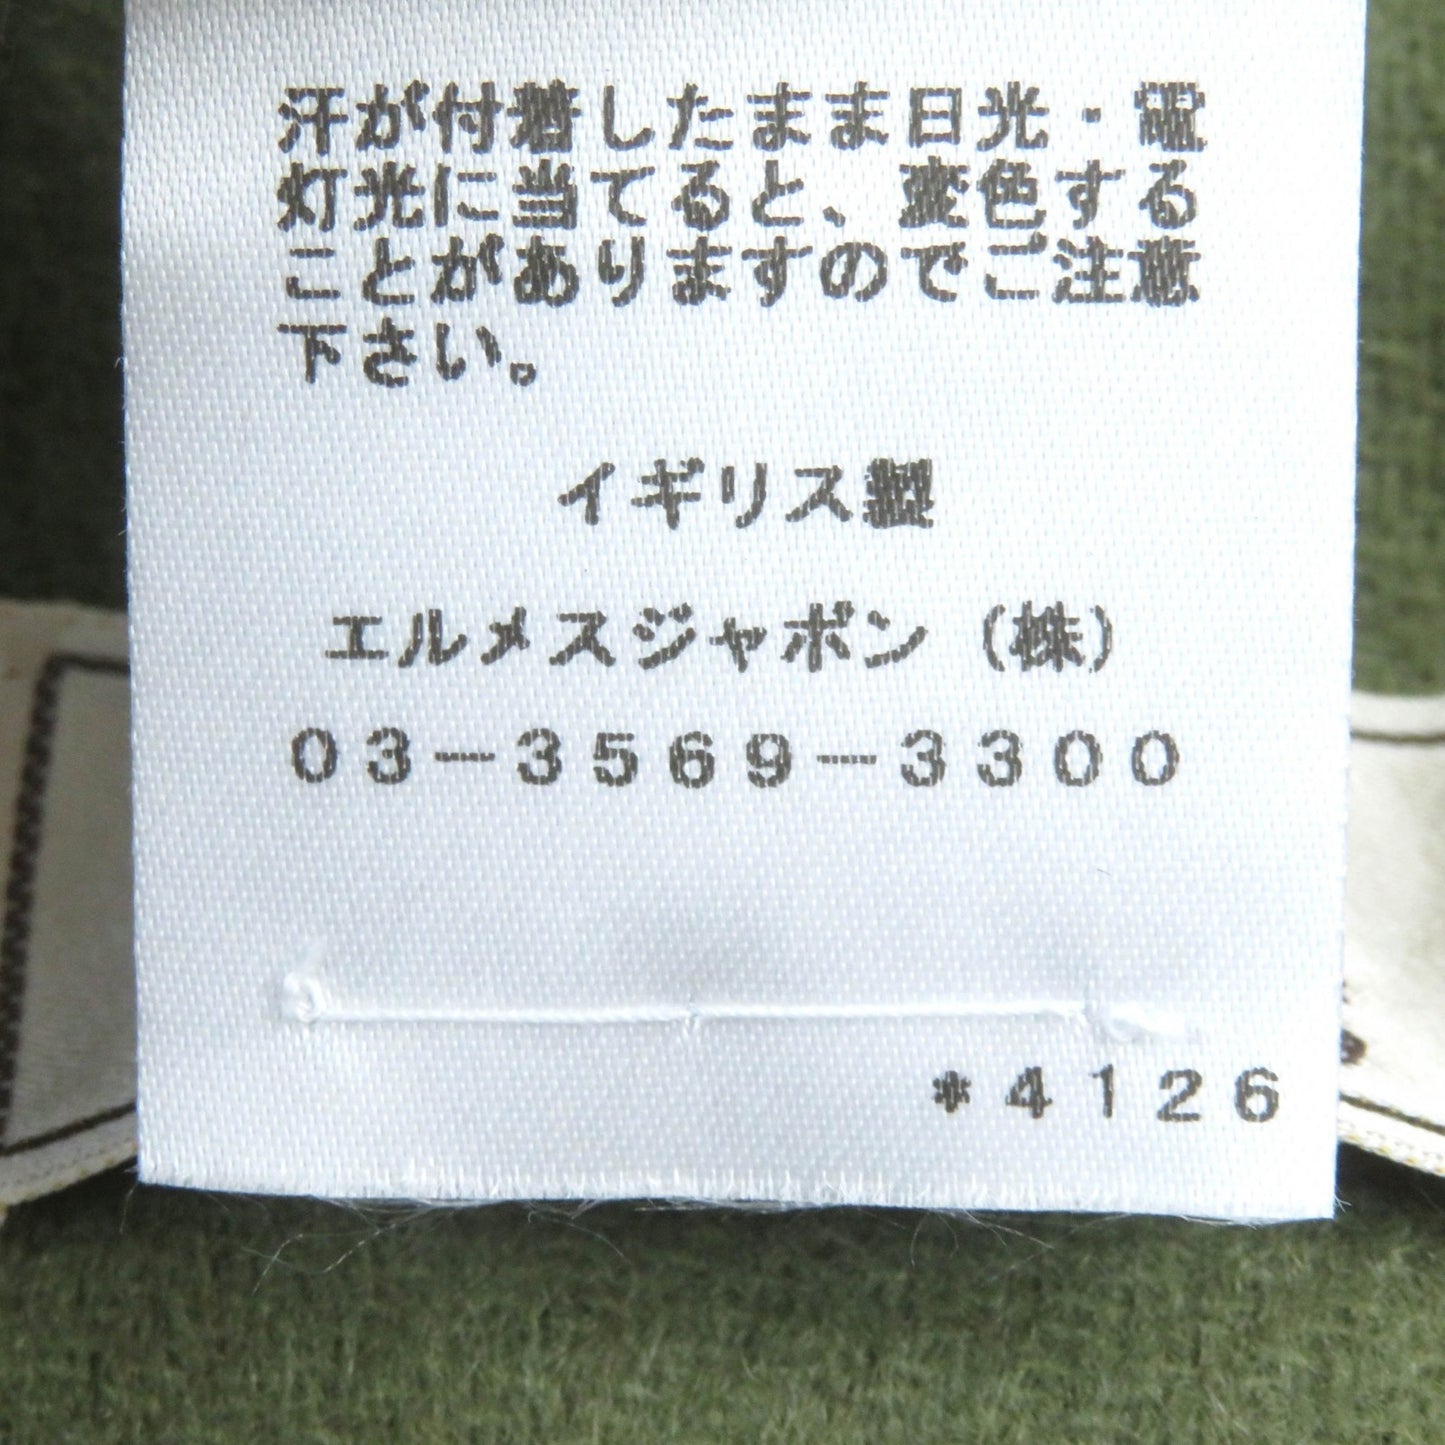 汗が付着したまま日光・電
灯光に当てると、変色する
ことがありますのでご注意
下さい。
イギリス製
エルメスジャポン（株）
03−3569−3300
*4126